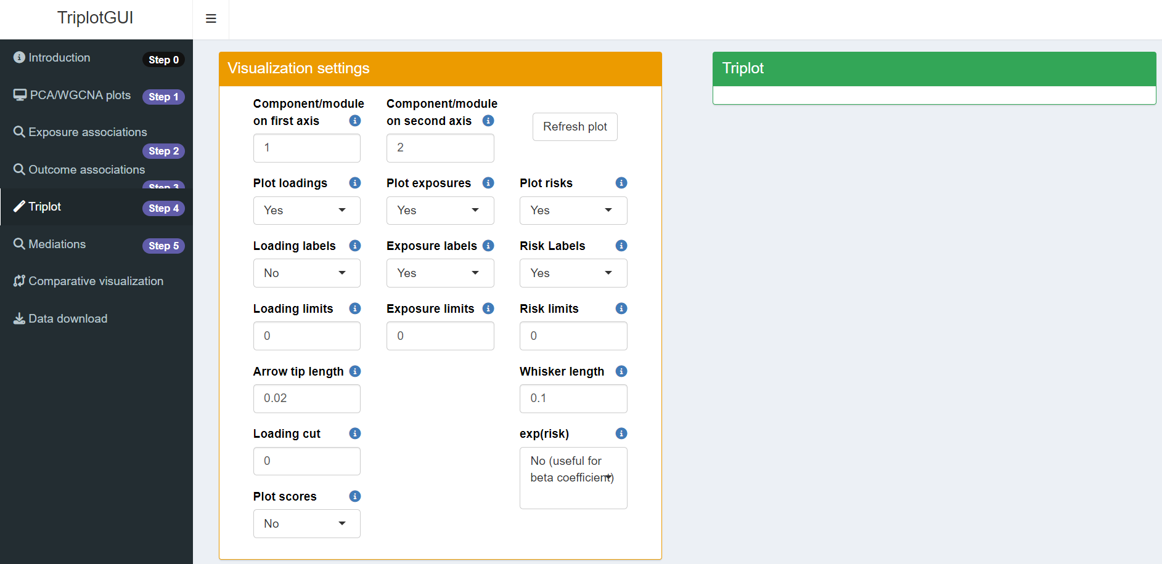 TriplotGUI
Introduction
Step 0
PCA/WGCNA plots
Step 1
Exposure associations
Step 2
Outcome associations
Step 3
Triplot
Step 4
Mediations
Step 5
Comparative visualization
Data download
Visualization settings
Component/module
on first axis
1
Component/module
on second axis
2
Refresh plot
Plot loadings
Yes
Plot exposures
Yes
Plot risks
Yes
Loading labels
No
Exposure labels
Yes
Risk Labels
Yes
Loading limits
0
Exposure limits
0
Risk limits
0
Arrow tip length
0.02
Whisker length
0.1
Loading cut
0
exp(risk)
No (useful for
beta coefficient)
Plot scores
No
Triplot